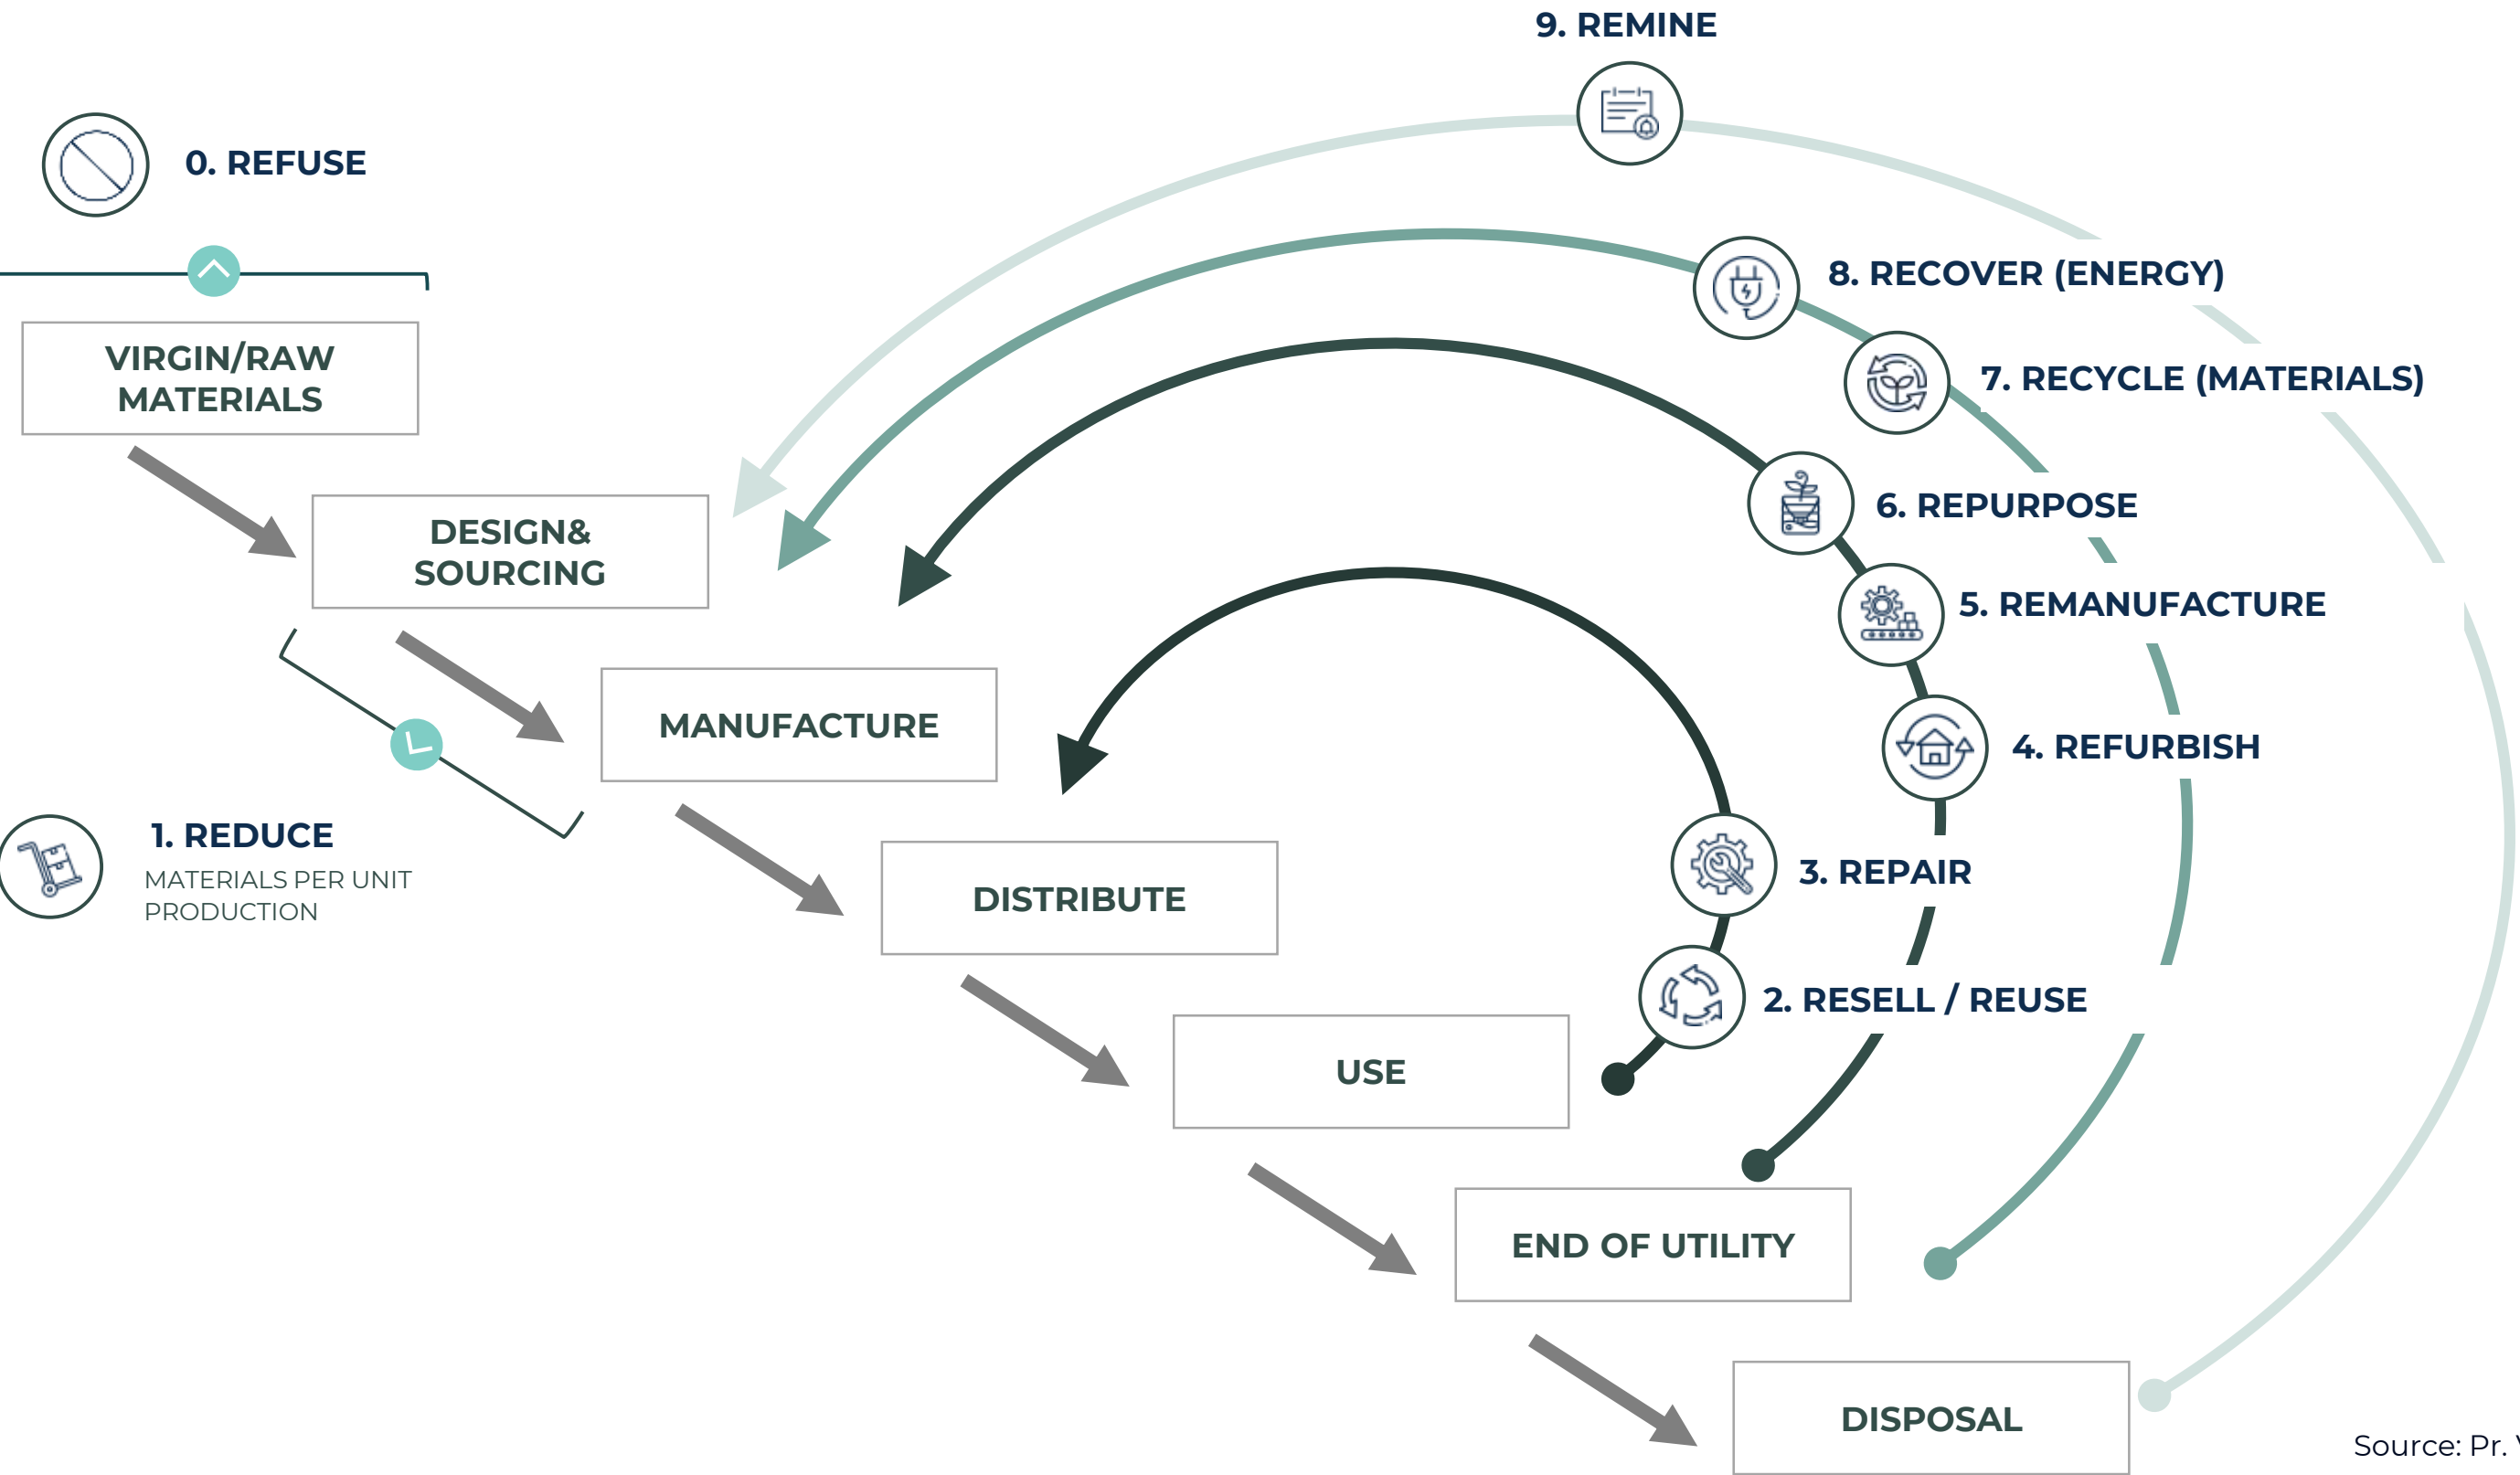 9. REMINE
0. REFUSE
8. RECOVER (ENERGY)
VIRGIN/RAW
MATERIALS
7. RECYCLE (MATERIALS)
6. REPURPOSE
DESIGN&
SOURCING
5. REMANUFACTURE
MANUFACTURE
4. REFURBISH
1. REDUCE
MATERIALS PER UNIT
PRODUCTION
3. REPAIR
DISTRIBUTE
2. RESELL / REUSE
USE
END OF UTILITY
DISPOSAL
Source: Pr.